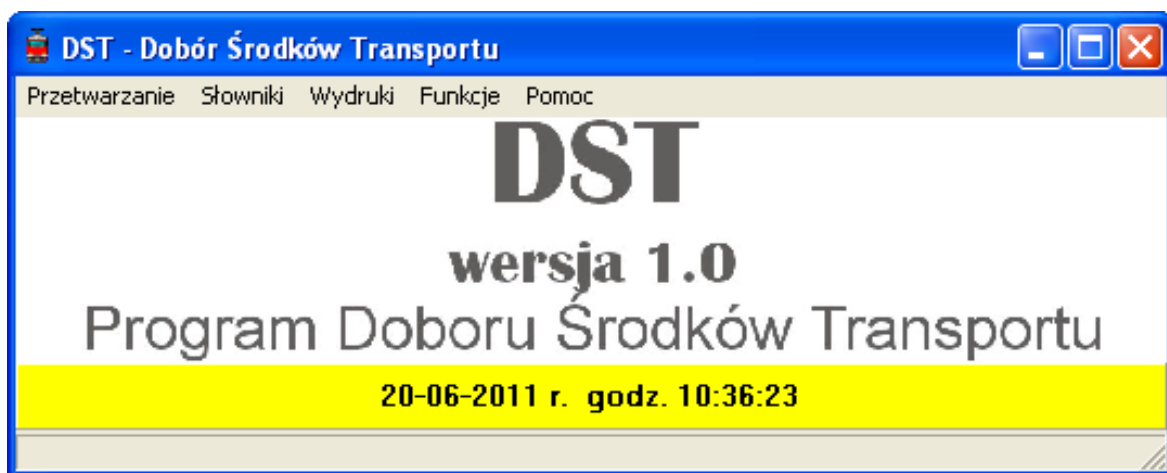 DST - Dobór Środków Transportu
Przetwarzanie Słowniki Wydruki Funkcje Pomoc
DST
wersja 1.0
Program Doboru Środków Transportu
20-06-2011 r. godz. 10:36:23